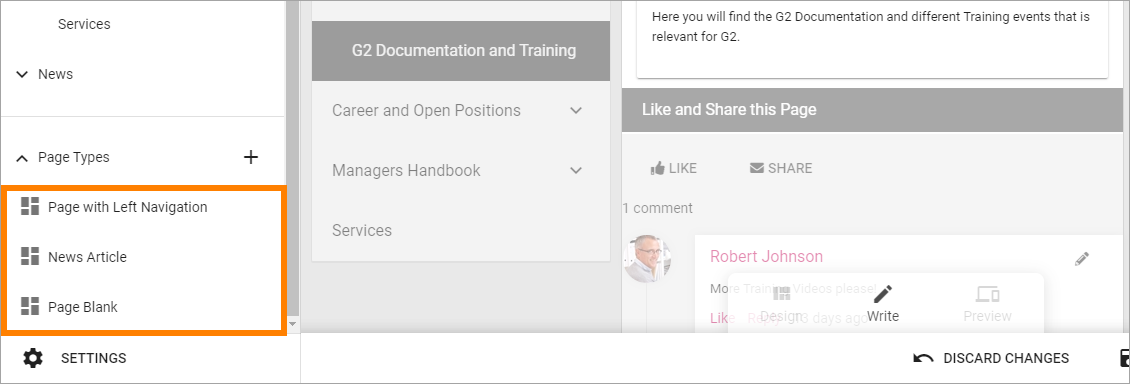 Services
News
Page Types
Page with Left Navigation
News Article
Page Blank
SETTINGS
G2 Documentation and Training
Career and Open Positions
Managers Handbook
Services
Here you will find the G2 Documentation and different Training events that is
relevant for G2.
Like and Share this Page
LIKE SHARE
1 comment
Robert Johnson
More Training Videos please!
Like Reply 3 days ago
Design Write Preview
DISCARD CHANGES